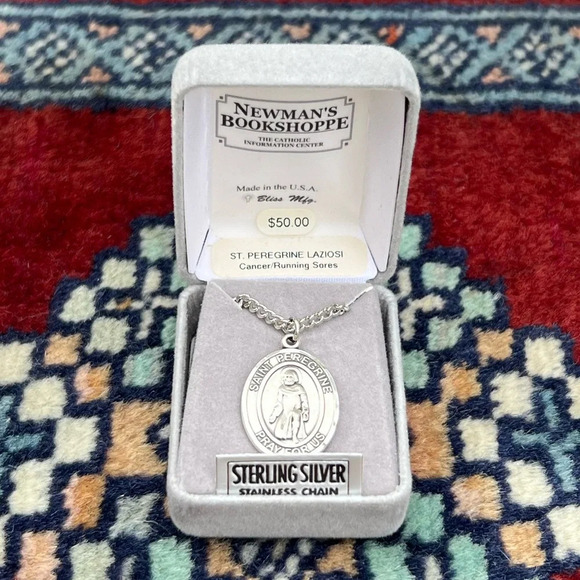 NEWMAN'S
BOOKSHOPPE
THE CATHOLIC
INFORMATION CENTER
Made in the U.S.A.
Bliss Mfg.
$50.00
ST. PEREGRINE LAZIOSI
Cancer/Running Sores
SAINT PEREGRINE
PRAY FOR US
STERLING SILVER
STAINLESS CHAIN